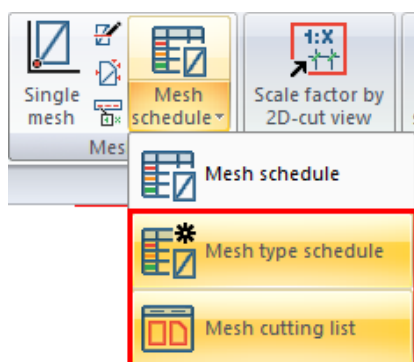 1:X
Single
mesh
Mesh
schedule
Scale factor by
2D-cut view
Mes
Mesh schedule
Mesh type schedule
Mesh cutting list